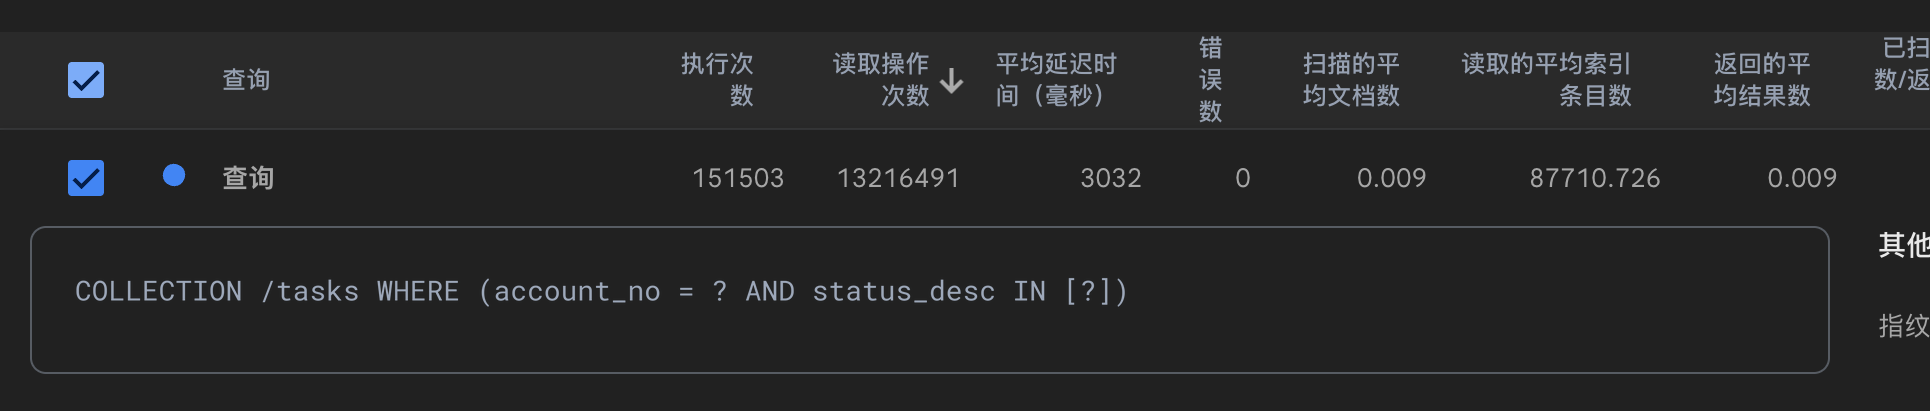 查询
执行次
数
读取操作
次数
平均延迟时
间（毫秒）
错
误
数
扫描的平
均文档数
读取的平均索引
条目数
返回的平
均结果数
已扫
数/返
查询 151503 13216491 3032 0 0.009 87710.726 0.009
COLLECTION /tasks WHERE (account_no = ? AND status_desc IN [?])
其他
指纹